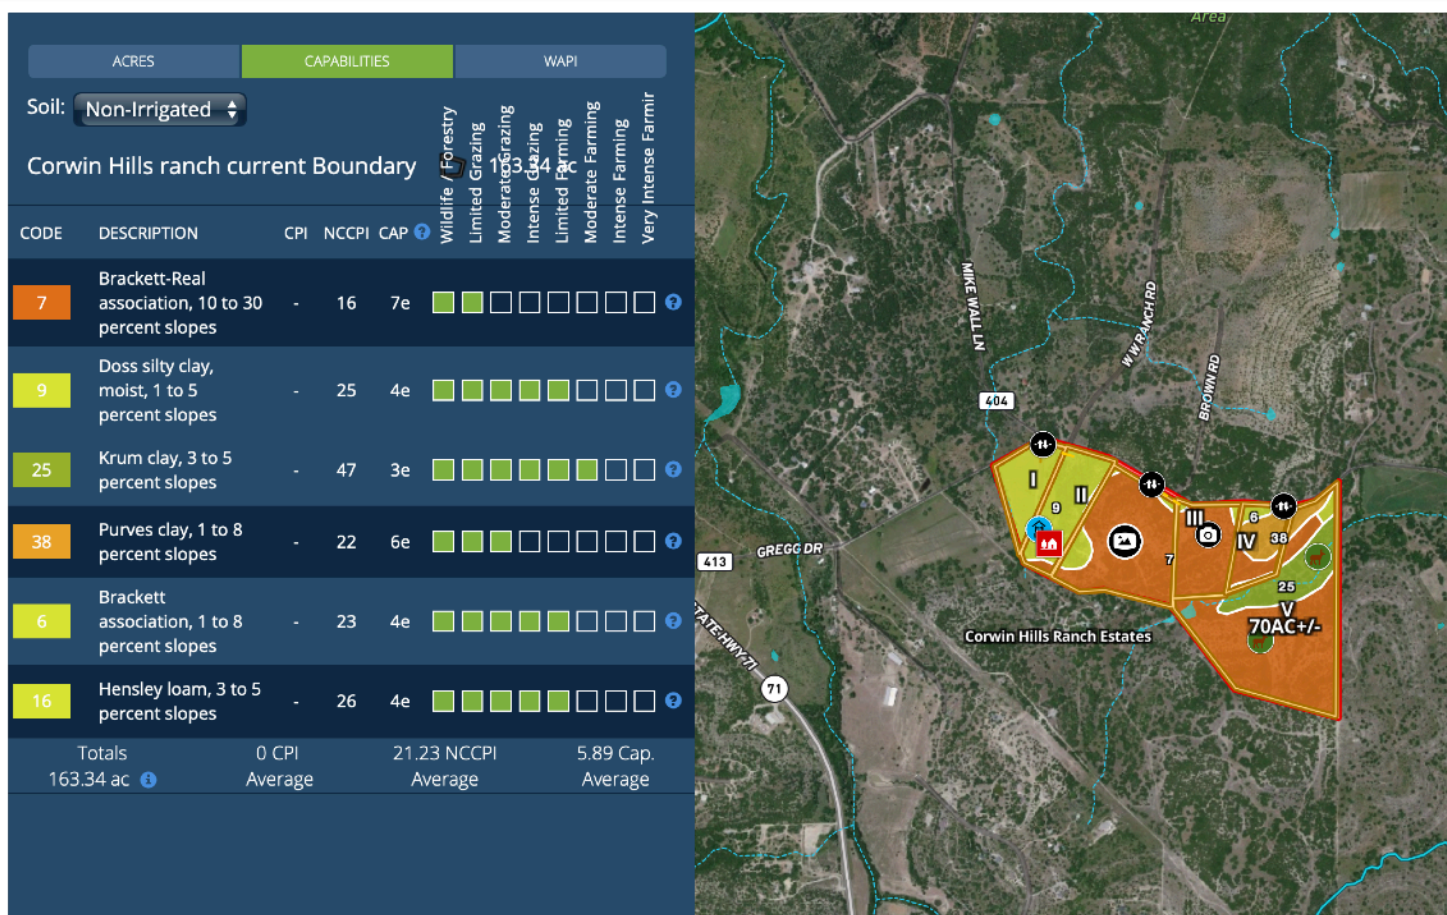 ACRES
CAPABILITIES
WAPI
Soil:
Non-Irrigated
Corwin Hills ranch current Boundary
163.34 ac
CODE
DESCRIPTION
CPI
NCCPI
CAP
Wildlife / Forestry
Limited Grazing
Moderate Grazing
Intense Grazing
Limited Farming
Moderate Farming
Intense Farming
Very Intense Farmir
7
Brackett-Real
association, 10 to 30
percent slopes
-
16
7e
9
Doss silty clay,
moist, 1 to 5
percent slopes
-
25
4e
25
Krum clay, 3 to 5
percent slopes
-
47
3e
38
Purves clay, 1 to 8
percent slopes
-
22
6e
6
Brackett
association, 1 to 8
percent slopes
-
23
4e
16
Hensley loam, 3 to 5
percent slopes
-
26
4e
Totals
163.34 ac
0 CPI
Average
21.23 NCCPI
Average
5.89 Cap.
Average
Area
MIKE WALL LN
W W RANCH RD
BROWN RD
404
413
GREGG DR
STATE HWY 71
71
I
II
9
III
6
IV
38
7
25
V
70AC+/-
Corwin Hills Ranch Estates